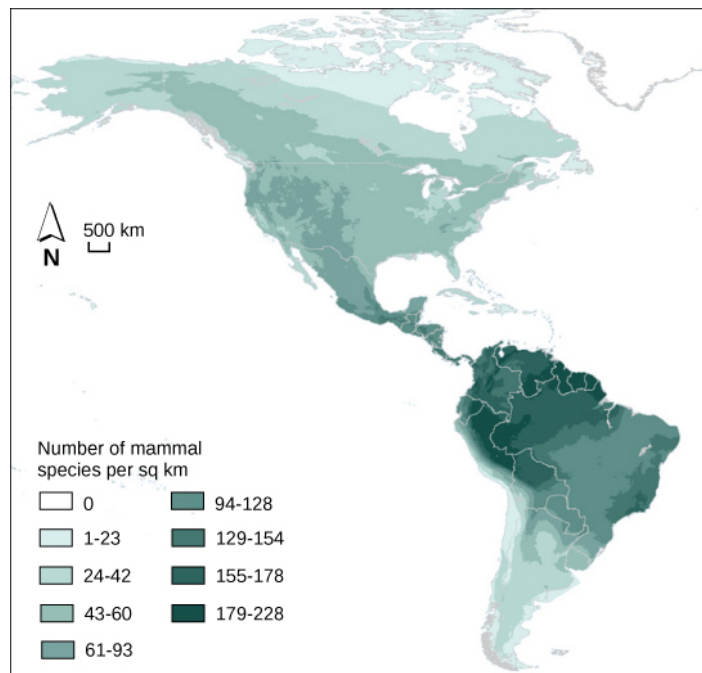 500 km
N
Number of mammal
species per sq km
0
1-23
24-42
43-60
61-93
94-128
129-154
155-178
179-228